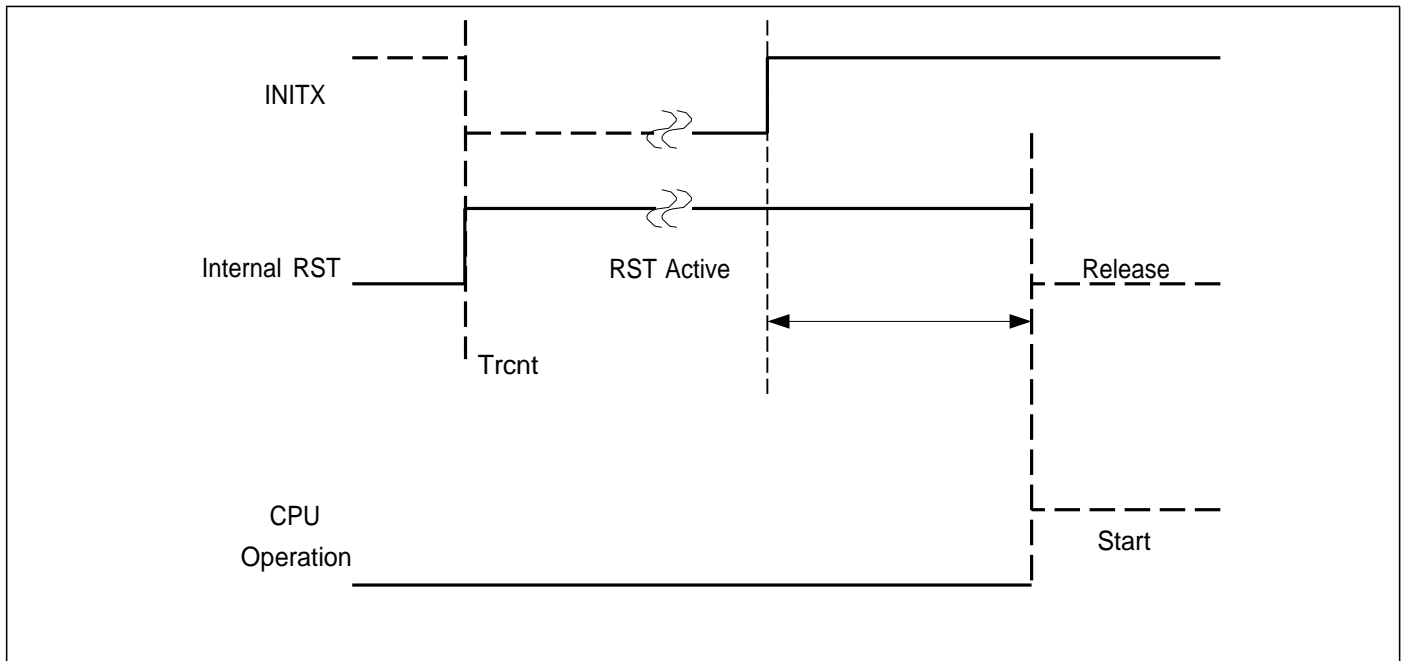 INITX
Internal RST
RST Active
Release
Trcnt
CPU
Operation
Start